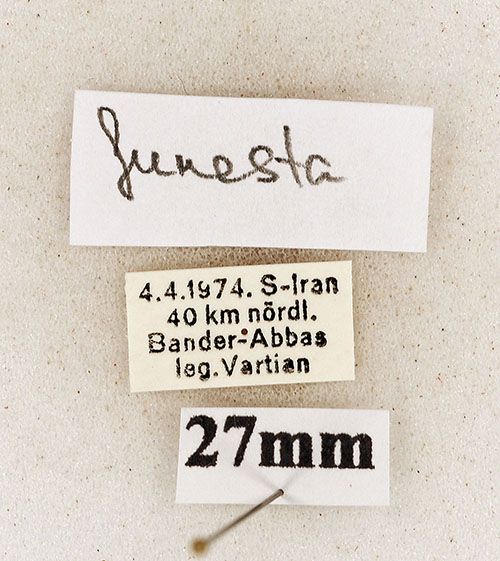 funesta
4.4.1974. S-Iran
40 km nördl.
Bander-Abbas
leg. Vartian
27mm